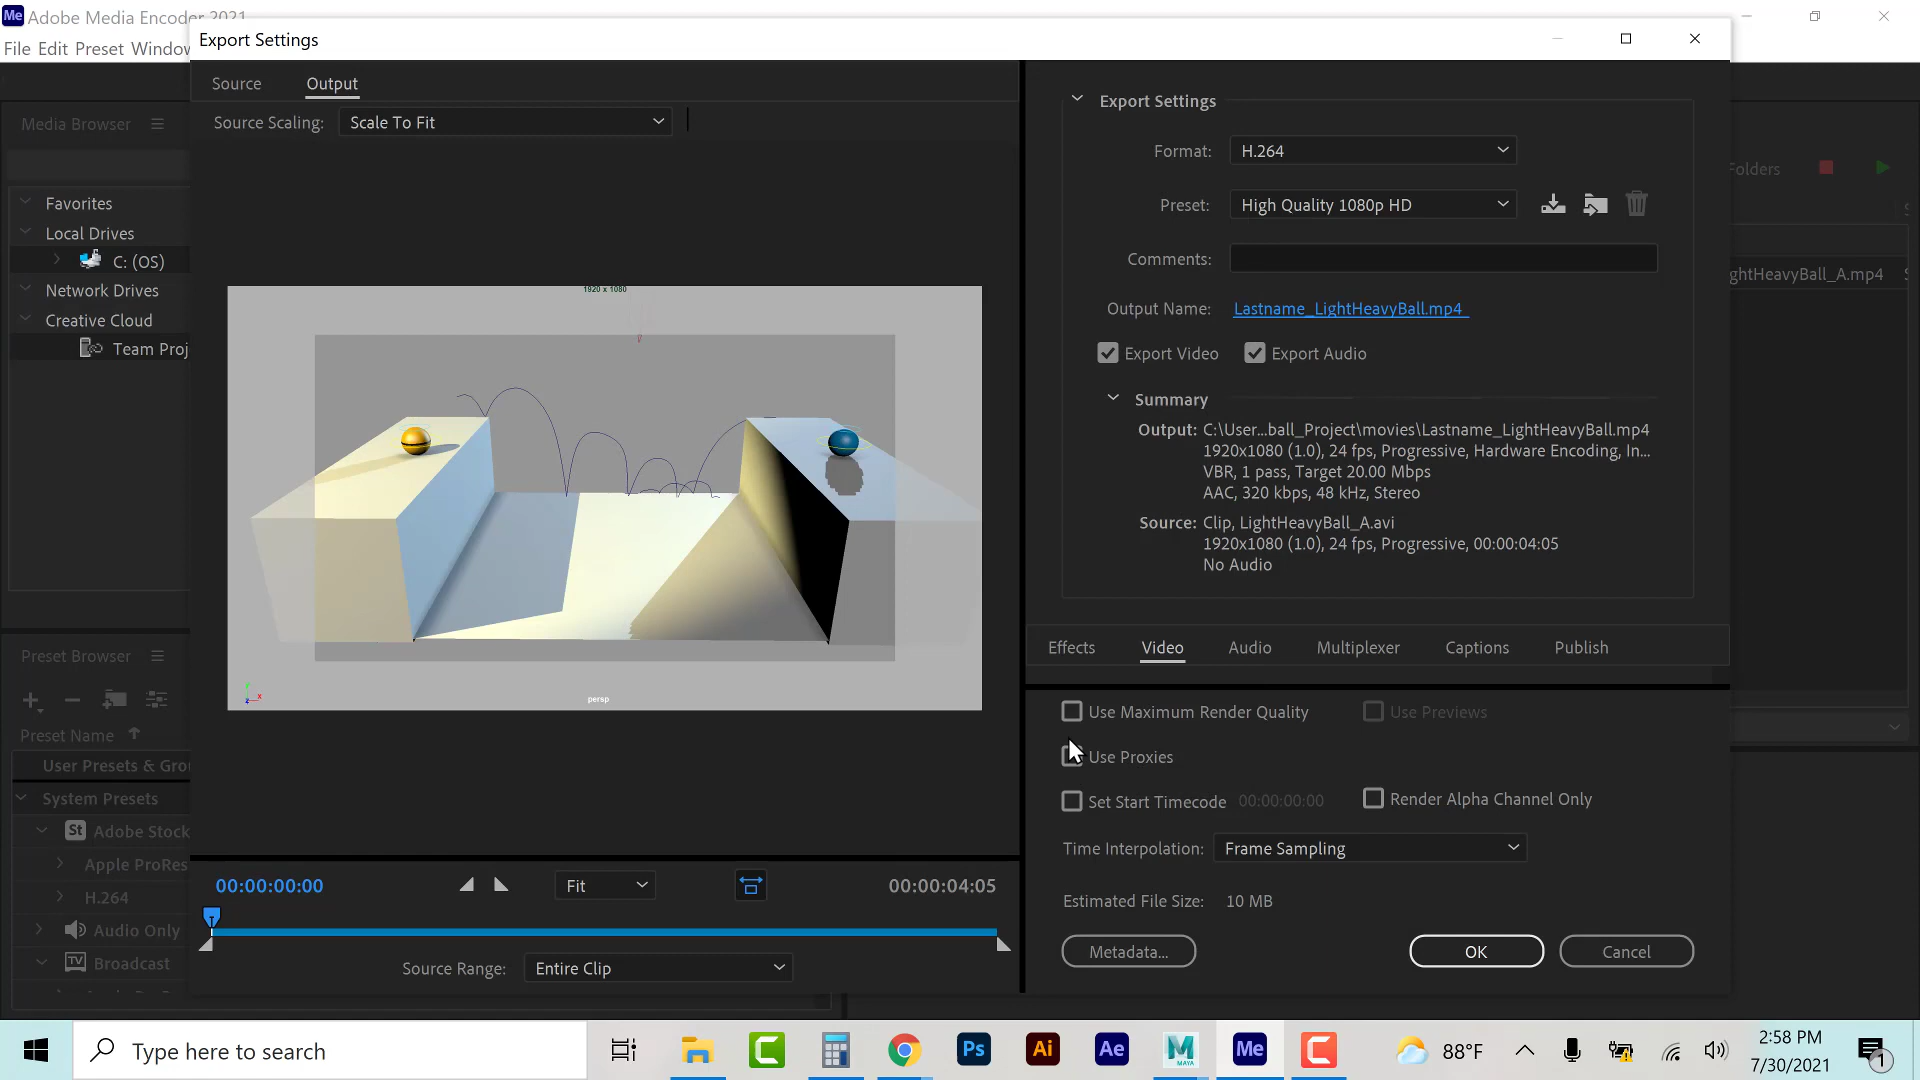 Me Adobe Media Encoder 2021
File Edit Preset Window
Export Settings
Source Output
Source Scaling: Scale To Fit
1920 x 1080
persp
00:00:00:00
Fit
00:00:04:05
Source Range: Entire Clip
Export Settings
Format: H.264
Preset: High Quality 1080p HD
Comments:
Output Name: Lastname_LightHeavyBall.mp4
Export Video Export Audio
Summary
Output: C:\User...ball_Project\movies\Lastname_LightHeavyBall.mp4
1920x1080 (1.0), 24 fps, Progressive, Hardware Encoding, In...
VBR, 1 pass, Target 20.00 Mbps
AAC, 320 kbps, 48 kHz, Stereo
Source: Clip, LightHeavyBall_A.avi
1920x1080 (1.0), 24 fps, Progressive, 00:00:04:05
No Audio
Effects Video Audio Multiplexer Captions Publish
Use Maximum Render Quality Use Previews
Use Proxies
Set Start Timecode 00:00:00:00 Render Alpha Channel Only
Time Interpolation: Frame Sampling
Estimated File Size: 10 MB
Metadata... OK Cancel
Media Browser
Favorites
Local Drives
C: (OS)
Network Drives
Creative Cloud
Team Proj
Preset Browser
Preset Name
User Presets & Gro
System Presets
St Adobe Stock
Apple ProRes
H.264
Audio Only
TV Broadcast
Folders
ghtHeavyBall_A.mp4
Type here to search
Ps Ai Ae MAYA Me
88°F
2:58 PM
7/30/2021
1